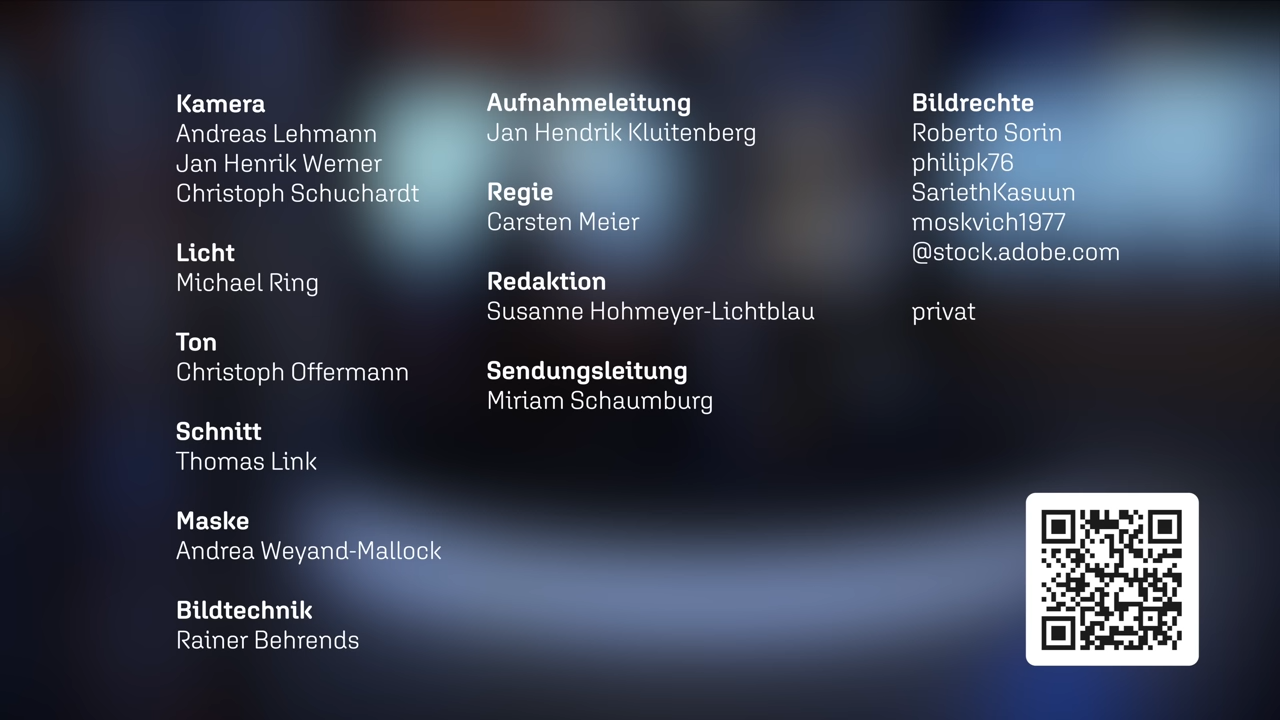 Kamera
Andreas Lehmann
Jan Henrik Werner
Christoph Schuchardt
Licht
Michael Ring
Ton
Christoph Offermann
Schnitt
Thomas Link
Maske
Andrea Weyand-Mallock
Bildtechnik
Rainer Behrends
Aufnahmeleitung
Jan Hendrik Kluitenberg
Regie
Carsten Meier
Redaktion
Susanne Hohmeyer-Lichtblau
Sendungsleitung
Miriam Schaumburg
Bildrechte
Roberto Sorin
philipk76
SariethKasuun
moskvich1977
@stock.adobe.com
privat